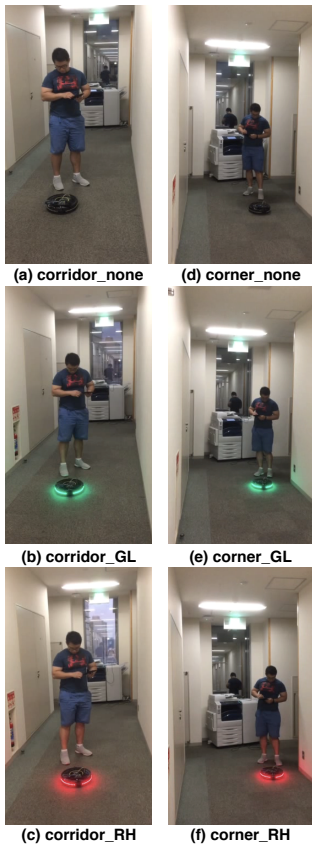 (a) corridor_none
(d) corner_none
(b) corridor_GL
(e) corner_GL
(c) corridor_RH
(f) corner_RH